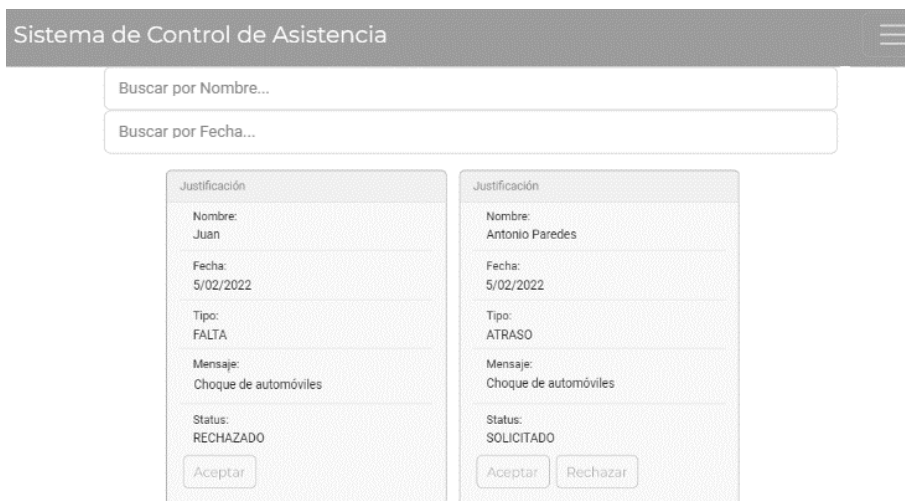 Sistema de Control de Asistencia
Buscar por Nombre...
Buscar por Fecha...
Justificación
Nombre:
Juan
Fecha:
5/02/2022
Tipo:
FALTA
Mensaje:
Choque de automóviles
Status:
RECHAZADO
Aceptar
Justificación
Nombre:
Antonio Paredes
Fecha:
5/02/2022
Tipo:
ATRASO
Mensaje:
Choque de automóviles
Status:
SOLICITADO
Aceptar Rechazar